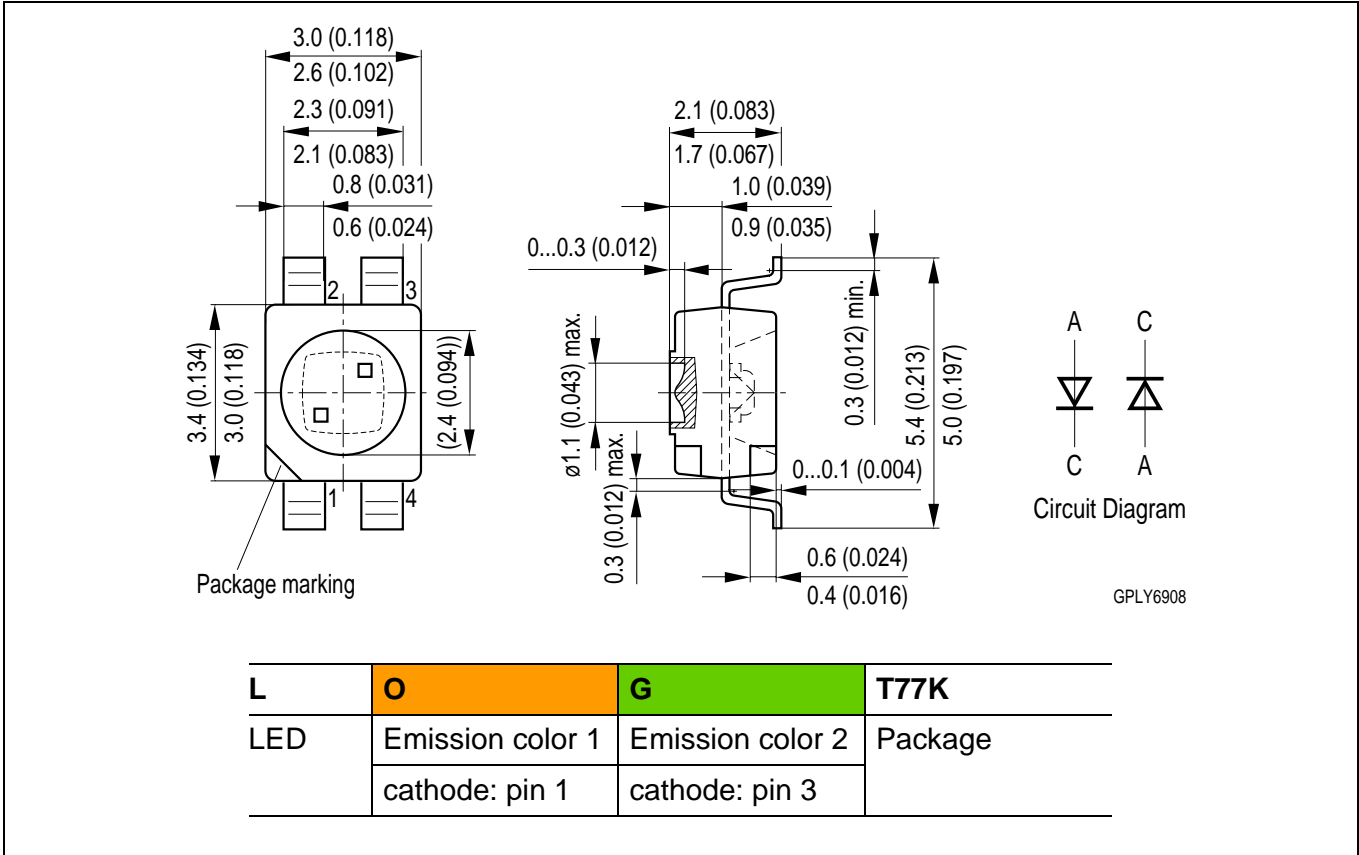 3.0 (0.118)
2.6 (0.102)
2.3 (0.091)
2.1 (0.083)
0.8 (0.031)
0.6 (0.024)
2
3
3.4 (0.134)
3.0 (0.118)
(2.4 (0.094))
1
4
Package marking
2.1 (0.083)
1.7 (0.067)
1.0 (0.039)
0.9 (0.035)
0...0.3 (0.012)
ø1.1 (0.043) max.
0.3 (0.012) max.
0.3 (0.012) min.
5.4 (0.213)
5.0 (0.197)
0...0.1 (0.004)
0.6 (0.024)
0.4 (0.016)
A C
C A
Circuit Diagram
GPLY6908
L O G T77K
LED Emission color 1 Emission color 2 Package
cathode: pin 1 cathode: pin 3